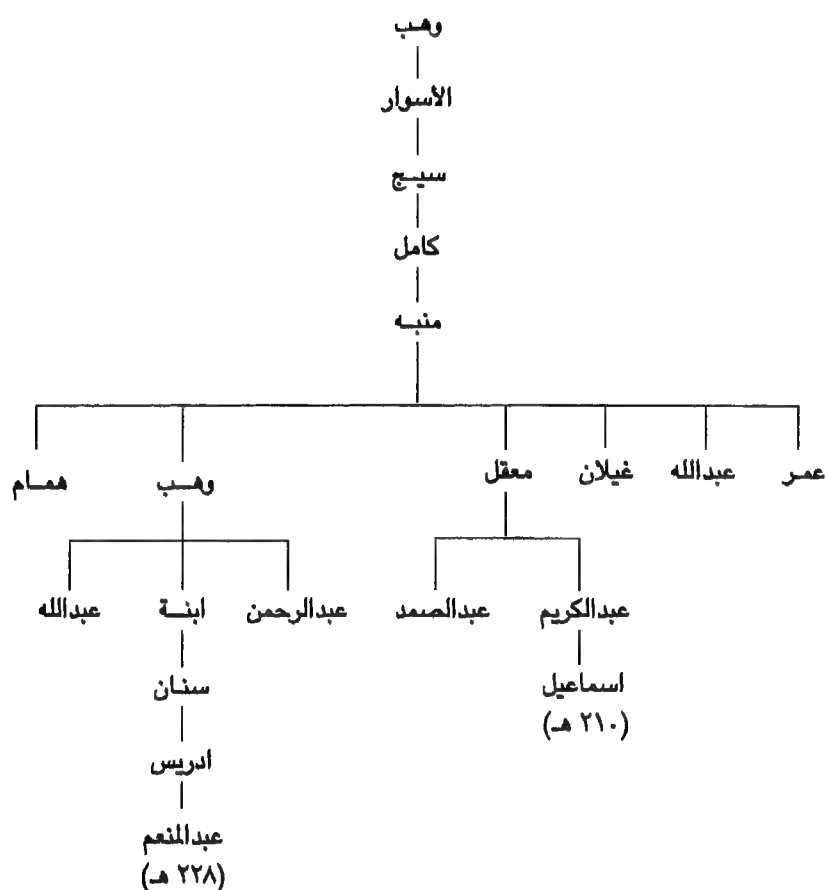 وهب
الأسوار
سيج
كامل
منبه
عمر عبدالله غيلان معقل وهب همام
عبدالكريم عبدالصمد عبدالرحمن ابنة عبدالله
اسماعيل سنان
(٢١٠ هـ)
ادريس
عبدالمنعم
(٢٢٨ هـ)